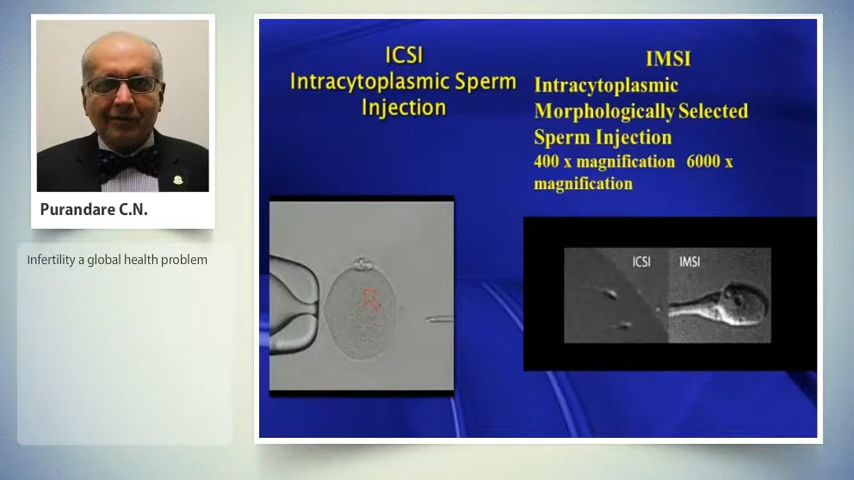 Purandare C.N.
Infertility a global health problem
ICSI
Intracytoplasmic Sperm
Injection
IMSI
Intracytoplasmic
Morphologically Selected
Sperm Injection
400 x magnification 6000 x
magnification
ICSI
IMSI